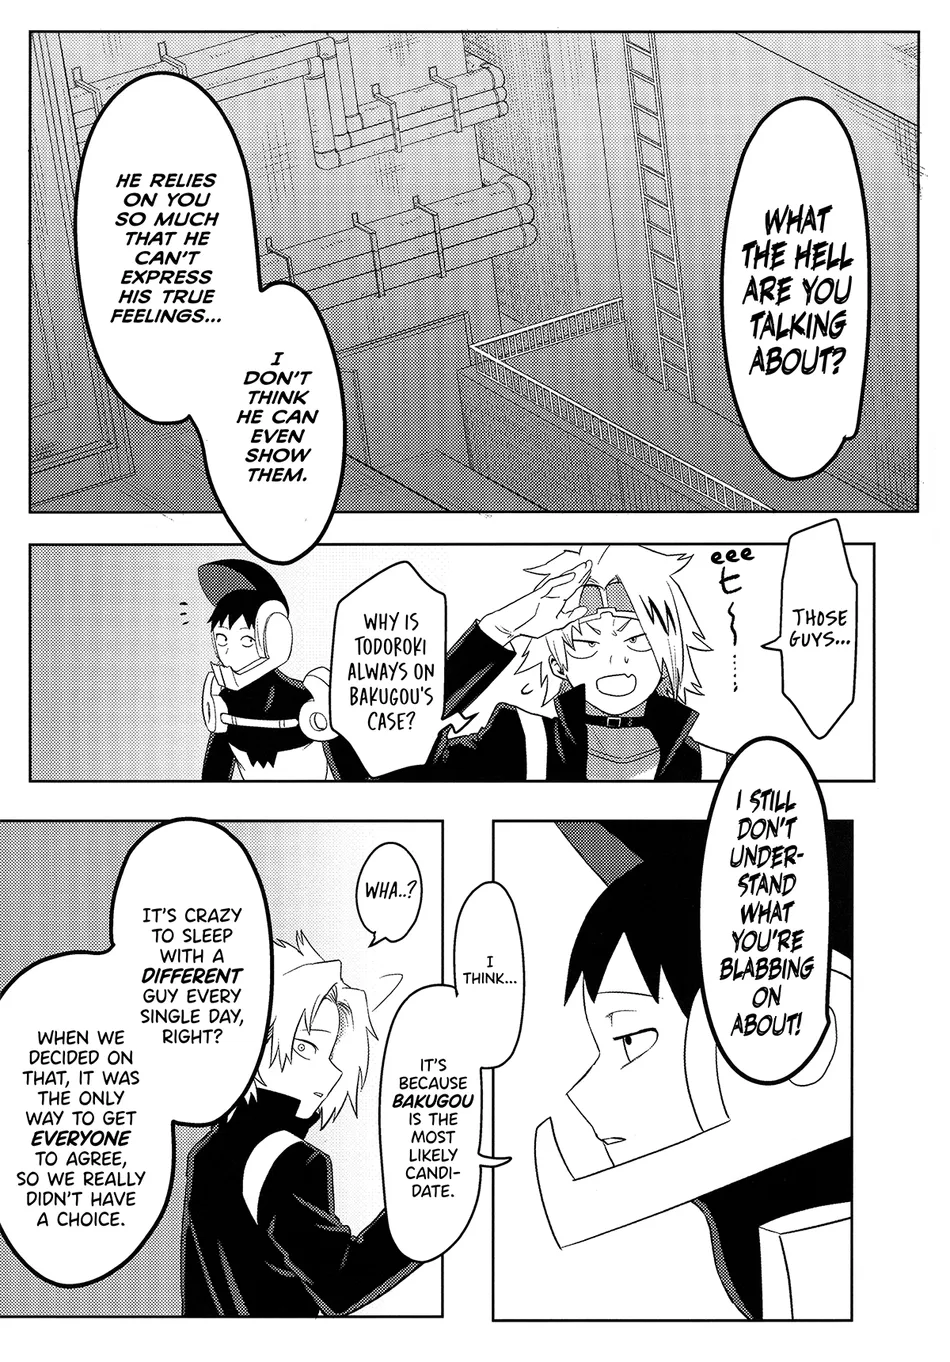 WHAT
THE HELL
ARE YOU
TALKING
ABOUT?
HE RELIES
ON YOU
SO MUCH
THAT HE
CAN'T
EXPRESS
HIS TRUE
FEELINGS...
I
DON'T
THINK
HE CAN
EVEN
SHOW
THEM.
THOSE
GUYS...
eee
ヒ〜......
WHY IS
TODOROKI
ALWAYS ON
BAKUGOU'S
CASE?
I STILL
DON'T
UNDER-
STAND
WHAT
YOU'RE
BLABBING
ON
ABOUT!
I
THINK...
IT'S
BECAUSE
BAKUGOU
IS THE
MOST
LIKELY
CANDI-
DATE.
WHA..?
IT'S CRAZY
TO SLEEP
WITH A
DIFFERENT
GUY EVERY
SINGLE DAY,
RIGHT?
WHEN WE
DECIDED ON
THAT, IT WAS
THE ONLY
WAY TO GET
EVERYONE
TO AGREE,
SO WE REALLY
DIDN'T HAVE
A CHOICE.